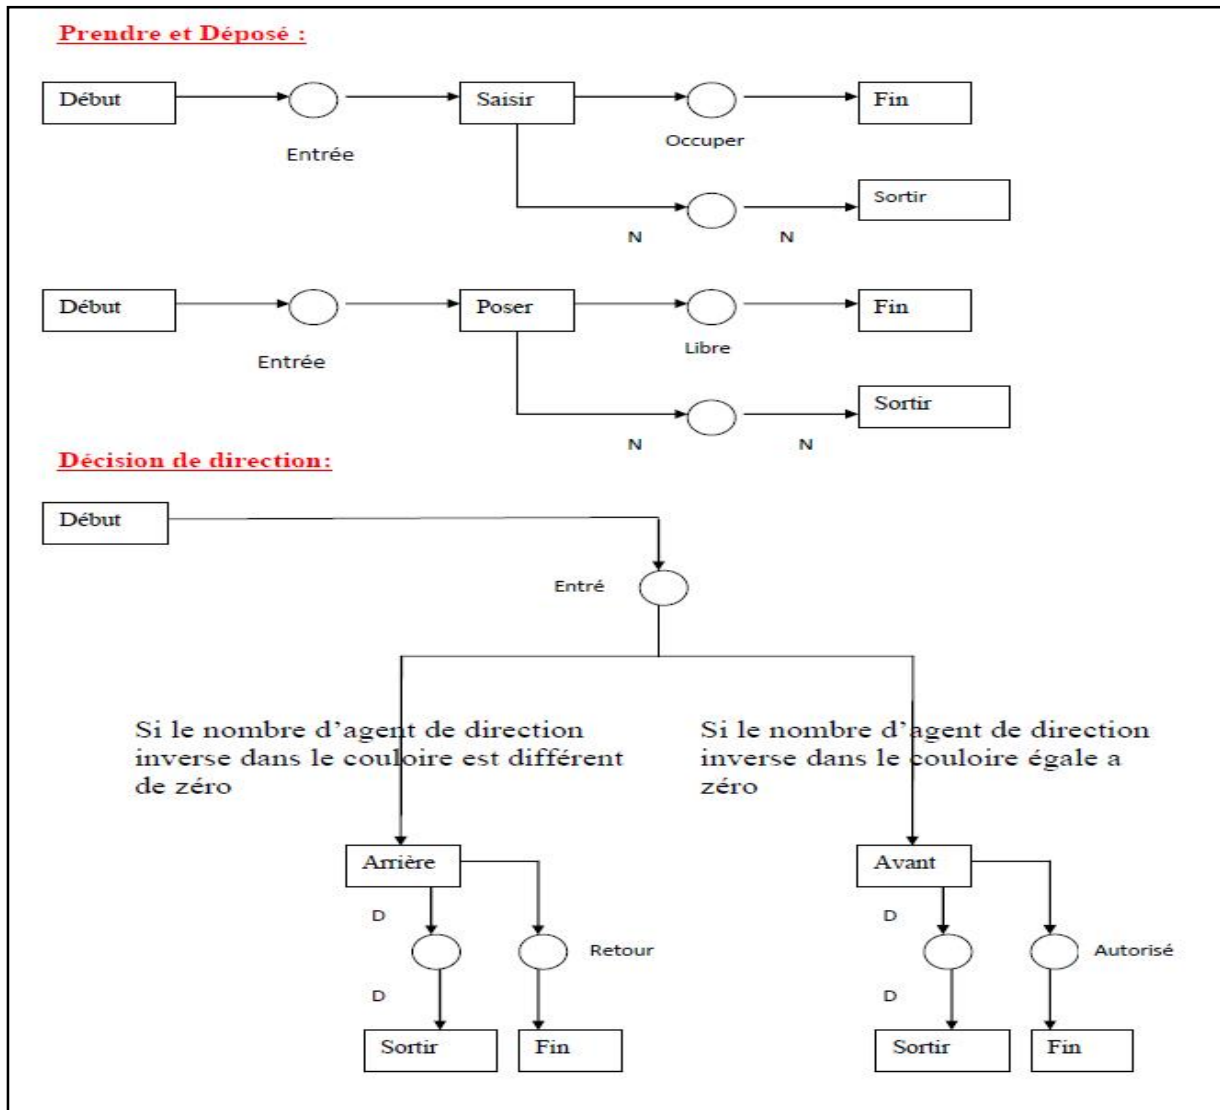 Prendre et Déposé :
Début
Saisir
Fin
Entrée
Occuper
Sortir
N
N
Début
Poser
Fin
Entrée
Libre
Sortir
N
N
Décision de direction:
Début
Entré
Si le nombre d'agent de direction
inverse dans le couloire est différent
de zéro
Si le nombre d'agent de direction
inverse dans le couloire égale a
zéro
Arrière
Avant
D
D
Retour
Autorisé
D
D
Sortir
Fin
Sortir
Fin